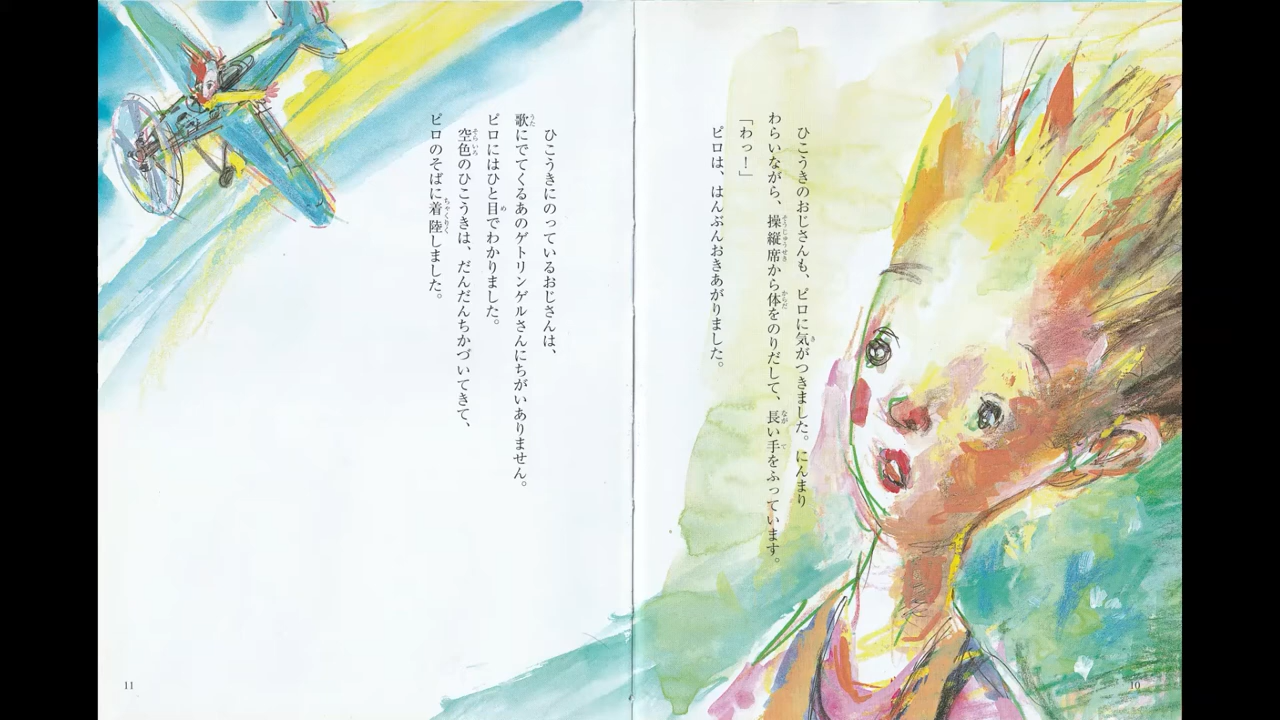 ひこうきのおじさんも、ピロに気がつきました。にんまり
わらいながら、操縦席から体をのりだして、長い手をふっています。
「わっ!」
ピロは、はんぶんおきあがりました。
10
ひこうきにのっているおじさんは、
歌にでてくるあのゲトリンゲルさんにちがいありません。
ピロにはひと目でわかりました。
空色のひこうきは、だんだんちかづいてきて、
ピロのそばに着陸しました。
11